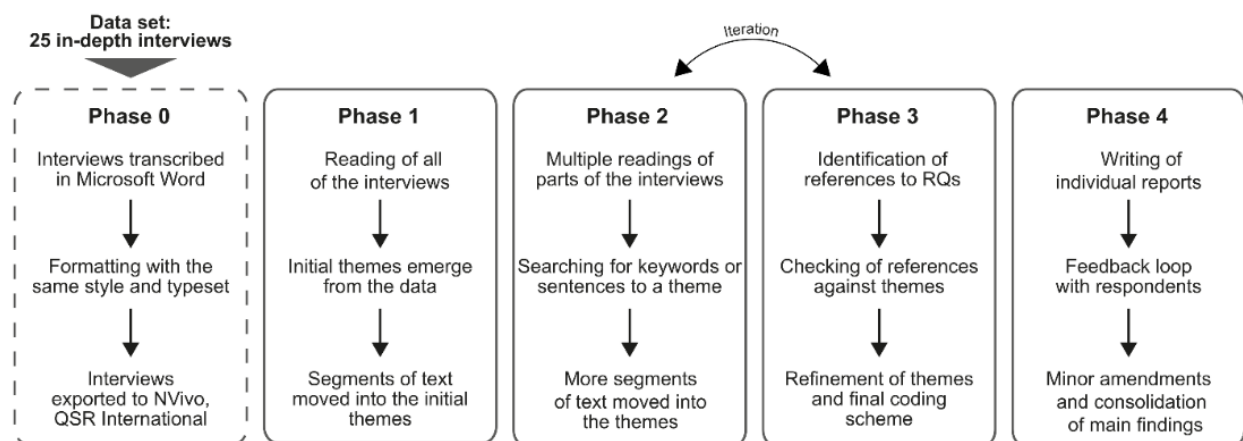 Data set:
25 in-depth interviews
Iteration
Phase 0
Interviews transcribed
in Microsoft Word
Formatting with the
same style and typeset
Interviews
exported to NVivo,
QSR International
Phase 1
Reading of all
of the interviews
Initial themes emerge
from the data
Segments of text
moved into the initial
themes
Phase 2
Multiple readings of
parts of the interviews
Searching for keywords or
sentences to a theme
More segments
of text moved into
the themes
Phase 3
Identification of
references to RQs
Checking of references
against themes
Refinement of themes
and final coding
scheme
Phase 4
Writing of
individual reports
Feedback loop
with respondents
Minor amendments
and consolidation
of main findings